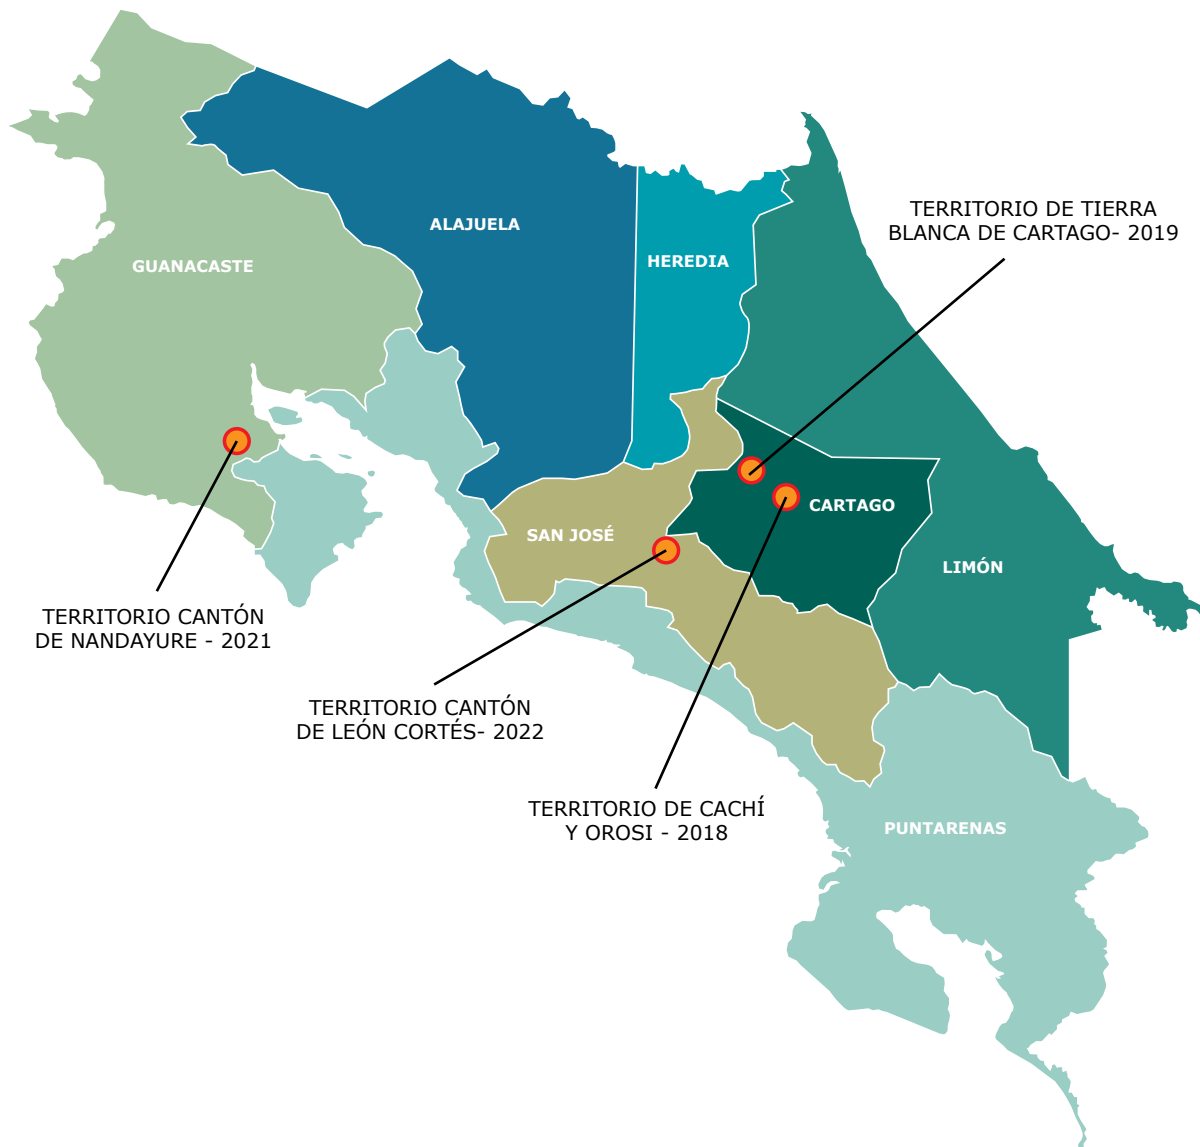 ALAJUELA
GUANACASTE
HEREDIA
TERRITORIO DE TIERRA
BLANCA DE CARTAGO- 2019
CARTAGO
SAN JOSÉ
LIMÓN
TERRITORIO CANTÓN
DE NANDAYURE - 2021
TERRITORIO CANTÓN
DE LEÓN CORTÉS- 2022
TERRITORIO DE CACHÍ
Y OROSI - 2018
PUNTARENAS